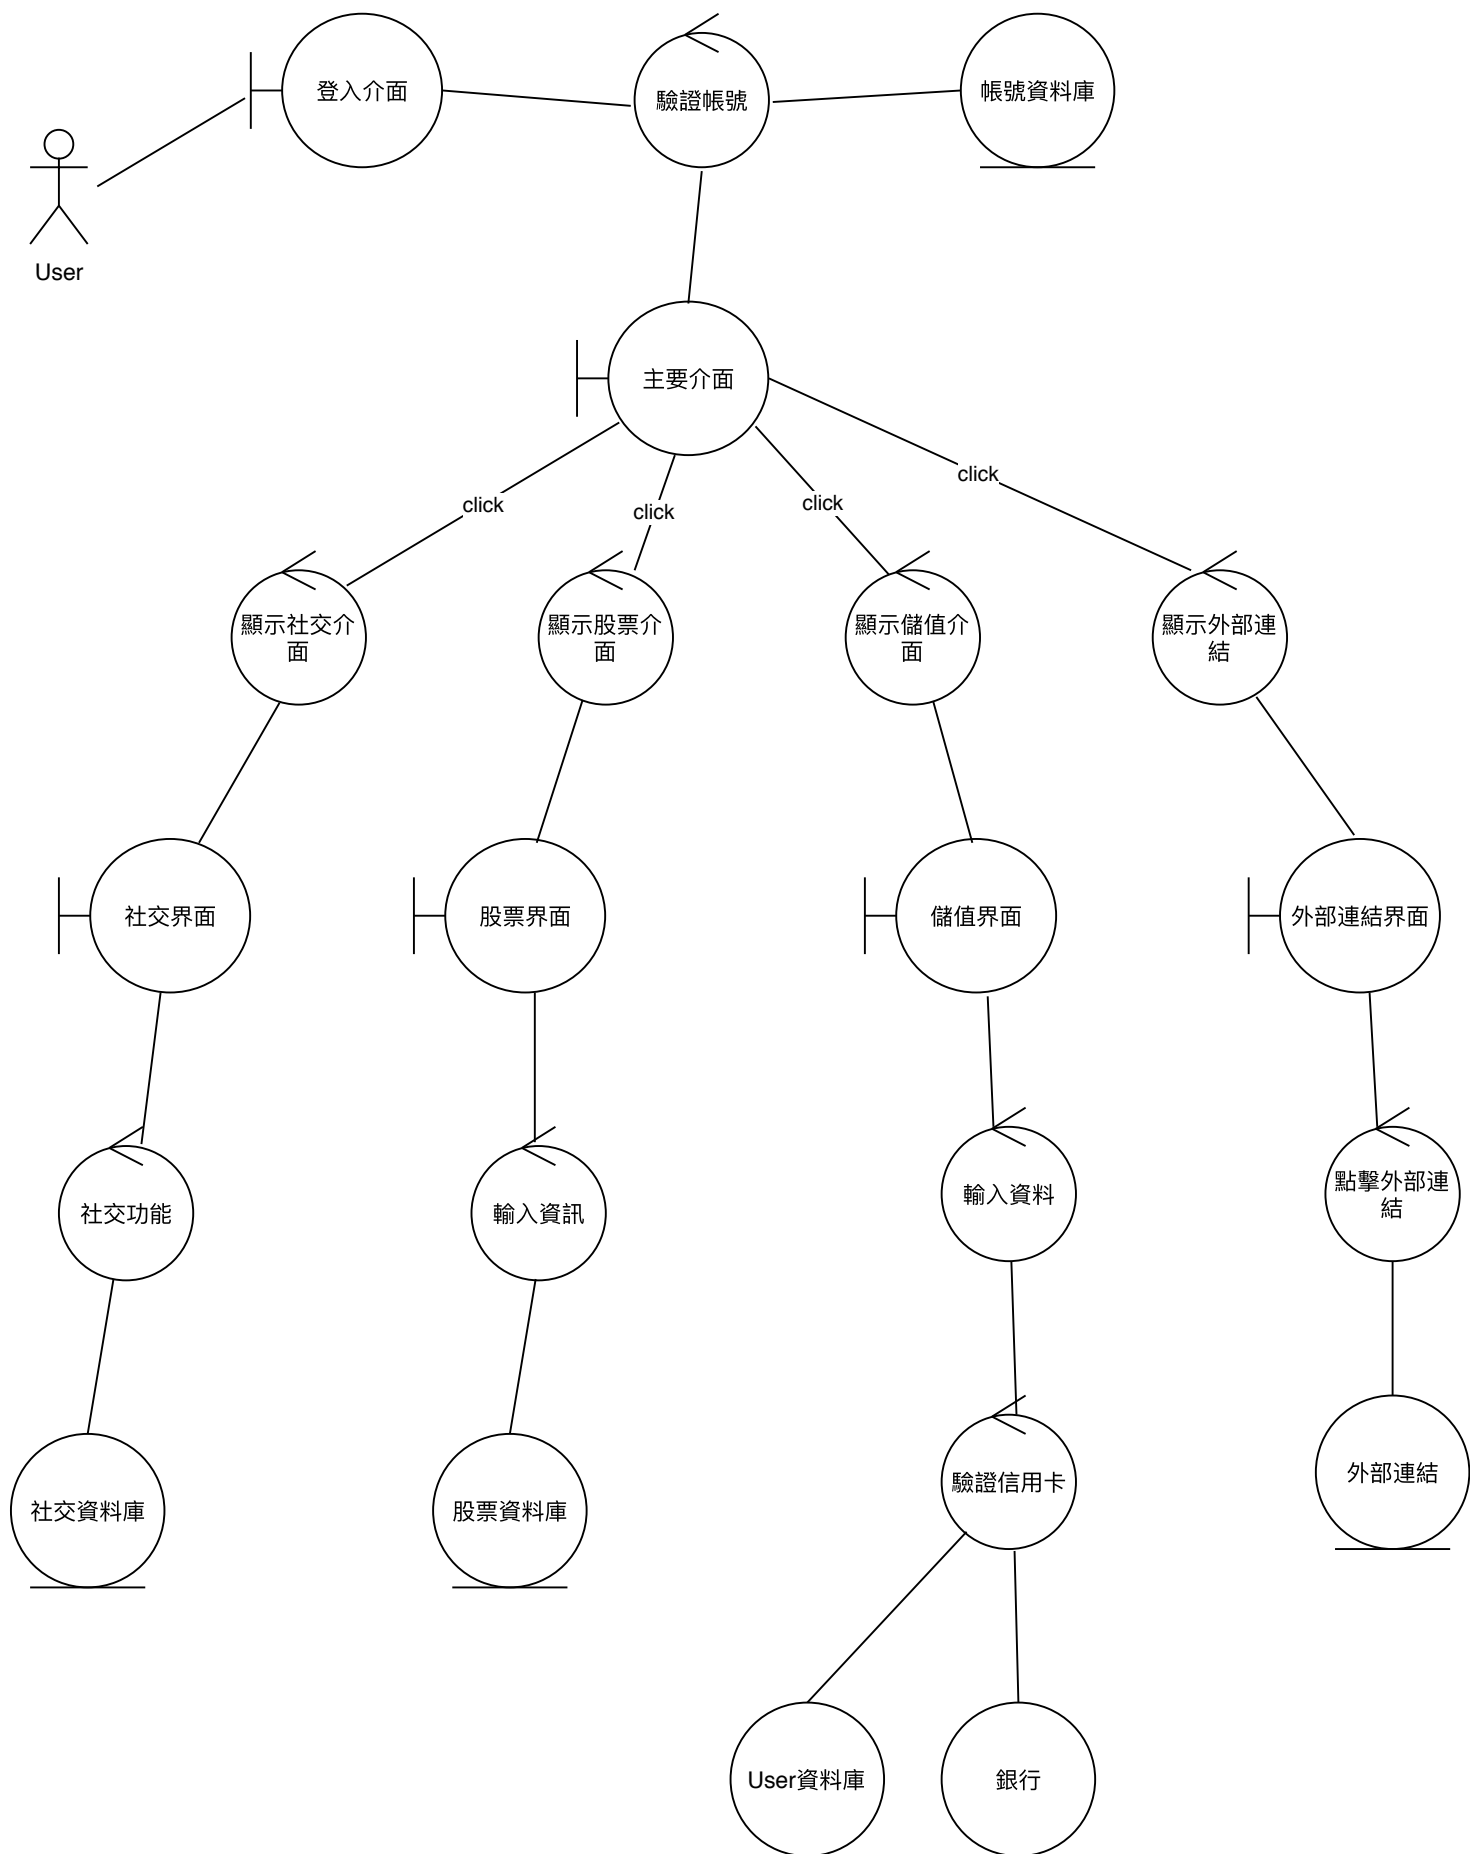 登入介面
驗證帳號
帳號資料庫
User
主要介面
click
click
click
click
顯示社交介
面
顯示股票介
面
顯示儲值介
面
顯示外部連
結
社交界面
股票界面
儲值界面
外部連結界面
社交功能
輸入資訊
輸入資料
點擊外部連
結
社交資料庫
股票資料庫
驗證信用卡
外部連結
User資料庫
銀行